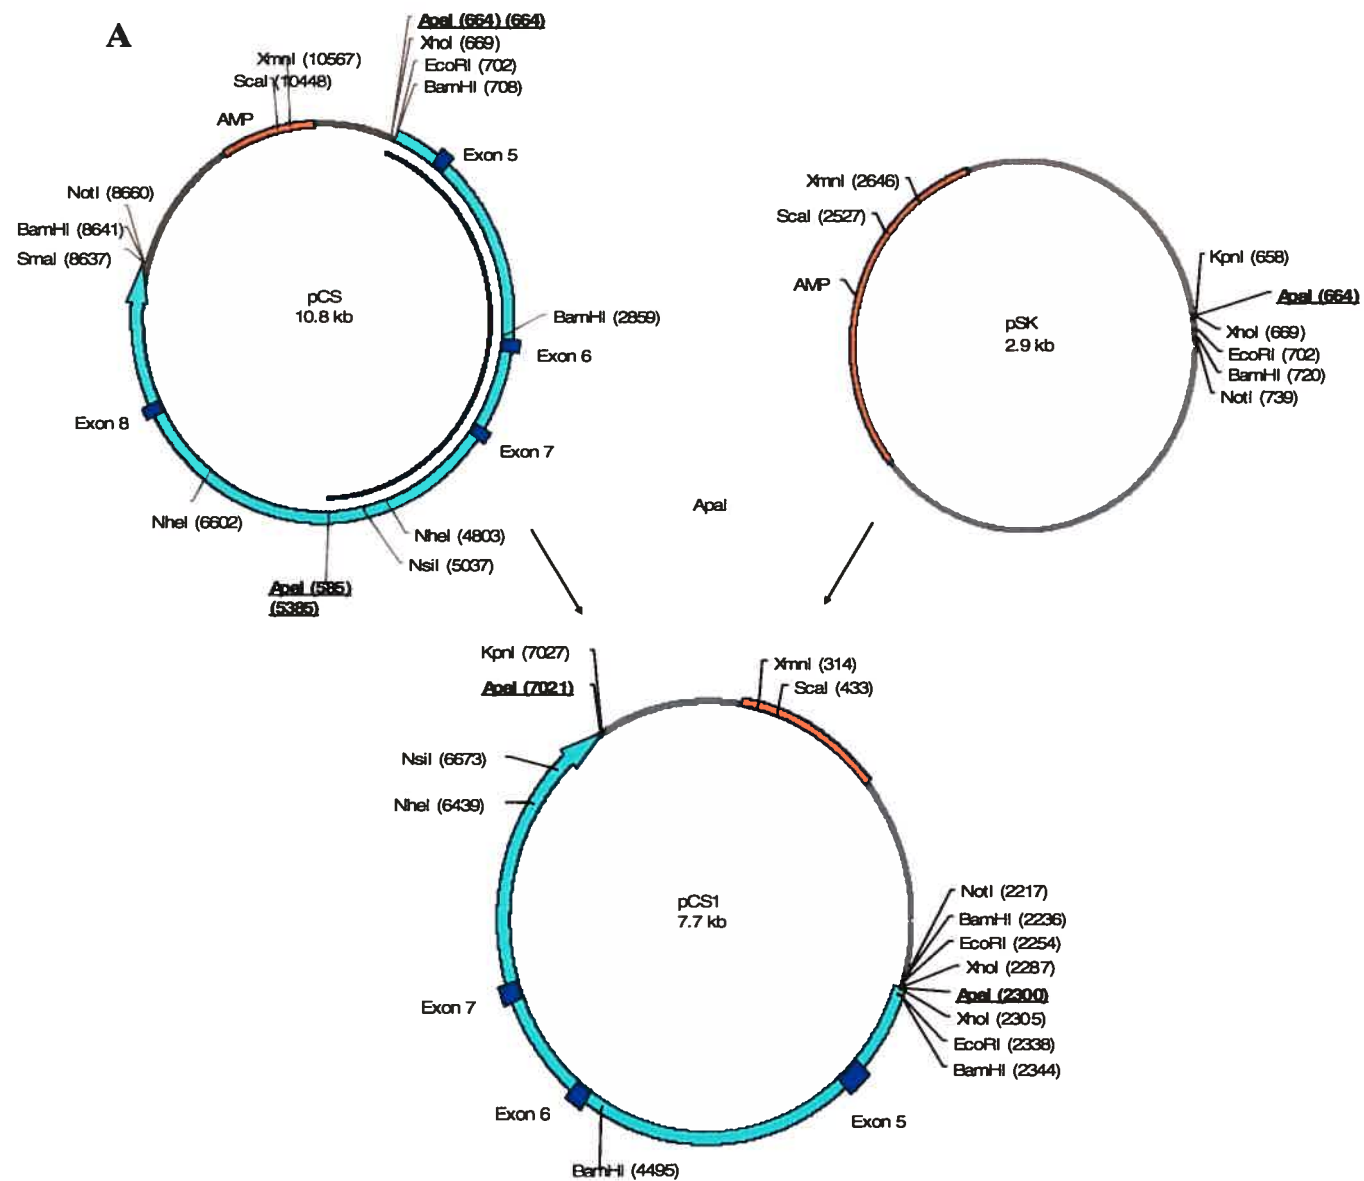 A
ApaI (664) (664)
XhoI (669)
EcoRI (702)
BamHI (708)
XmnI (10567)
ScaI (10448)
AMP
Exon 5
NotI (8660)
BamHI (8641)
SmaI (8637)
pCS
10.8 kb
BamHI (2859)
Exon 6
Exon 8
Exon 7
NheI (6602)
NheI (4803)
NsiI (5037)
ApaI (585)
(5385)
XmnI (2646)
ScaI (2527)
AMP
pSK
2.9 kb
KpnI (658)
ApaI (664)
XhoI (669)
EcoRI (702)
BamHI (720)
NotI (739)
ApaI
KpnI (7027)
ApaI (7021)
XmnI (314)
ScaI (433)
NsiI (6673)
NheI (6439)
pCS1
7.7 kb
NotI (2217)
BamHI (2236)
EcoRI (2254)
XhoI (2287)
ApaI (2300)
XhoI (2305)
EcoRI (2338)
BamHI (2344)
Exon 7
Exon 6
Exon 5
BamHI (4495)